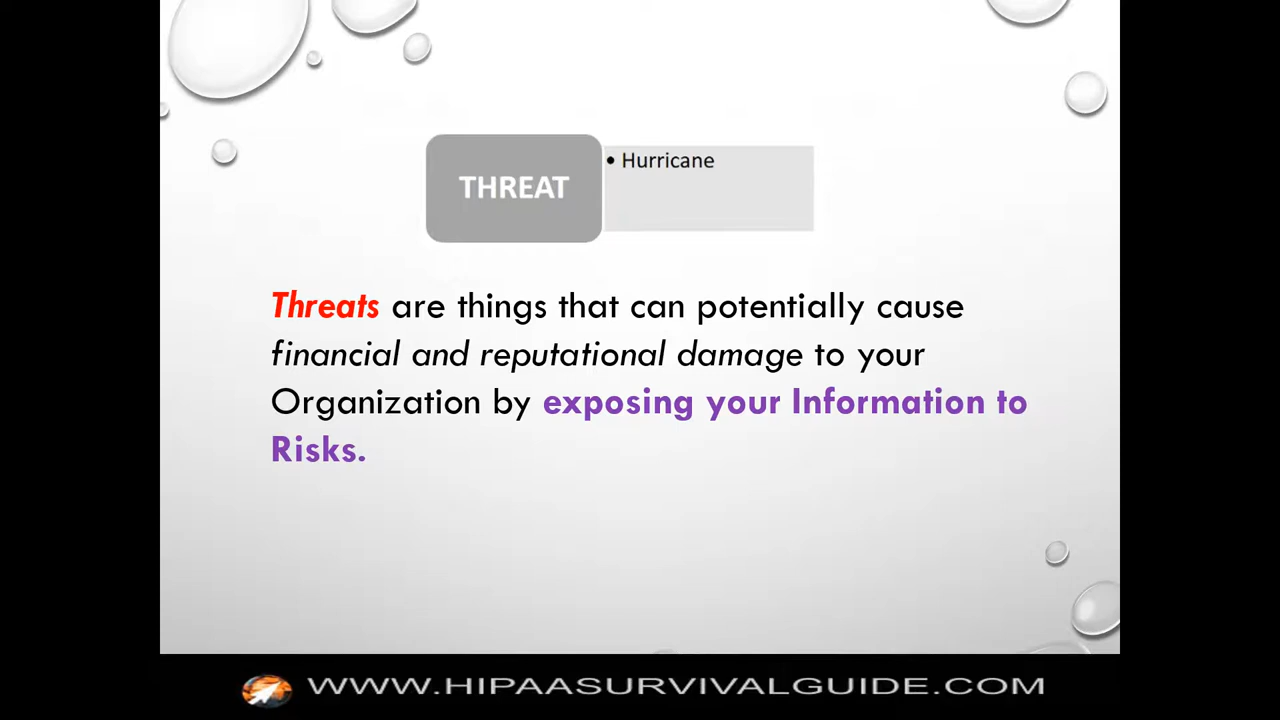 THREAT
• Hurricane
Threats are things that can potentially cause
financial and reputational damage to your
Organization by exposing your Information to
Risks.
WWW.HIPAASURVIVALGUIDE.COM